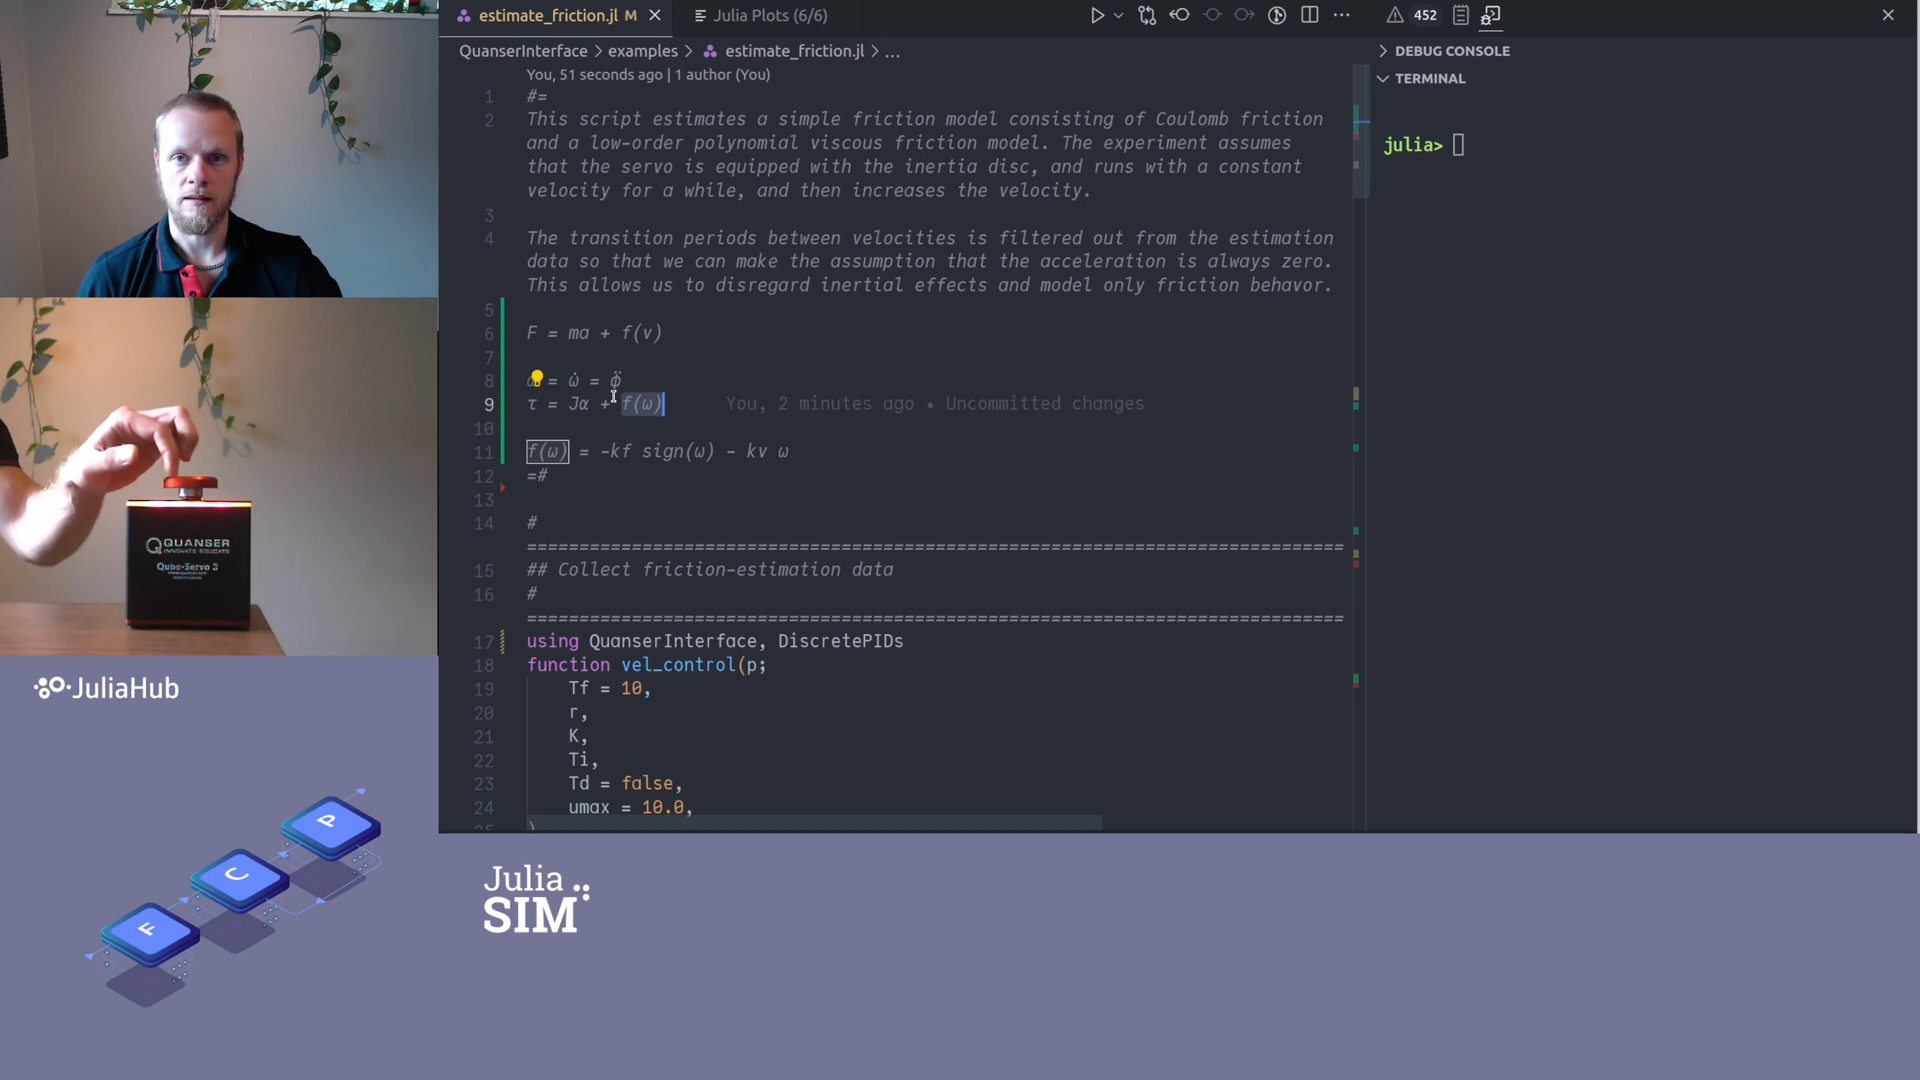 estimate_friction.jl M
Julia Plots (6/6)
452
QuanserInterface > examples > estimate_friction.jl > ...
DEBUG CONSOLE
TERMINAL
julia>
You, 51 seconds ago | 1 author (You)
1 #=
2 This script estimates a simple friction model consisting of Coulomb friction
and a low-order polynomial viscous friction model. The experiment assumes
that the servo is equipped with the inertia disc, and runs with a constant
velocity for a while, and then increases the velocity.
3
4 The transition periods between velocities is filtered out from the estimation
data so that we can make the assumption that the acceleration is always zero.
This allows us to disregard inertial effects and model only friction behavor.
5
6 F = ma + f(v)
7
8 = ω̇ = φ̈
9 τ = Jα + f(ω) You, 2 minutes ago • Uncommitted changes
10
11 f(ω) = -kf sign(ω) - kv ω
12 =#
13
14 #
================================================================================
15 ## Collect friction-estimation data
16 #
================================================================================
17 using QuanserInterface, DiscretePIDs
18 function vel_control(p;
19 Tf = 10,
20 r,
21 K,
22 Ti,
23 Td = false,
24 umax = 10.0,
25 )
QUANSER
INNOVATE·EDUCATE
Qube-Servo 3
JuliaHub
P
C
F
Julia
SIM